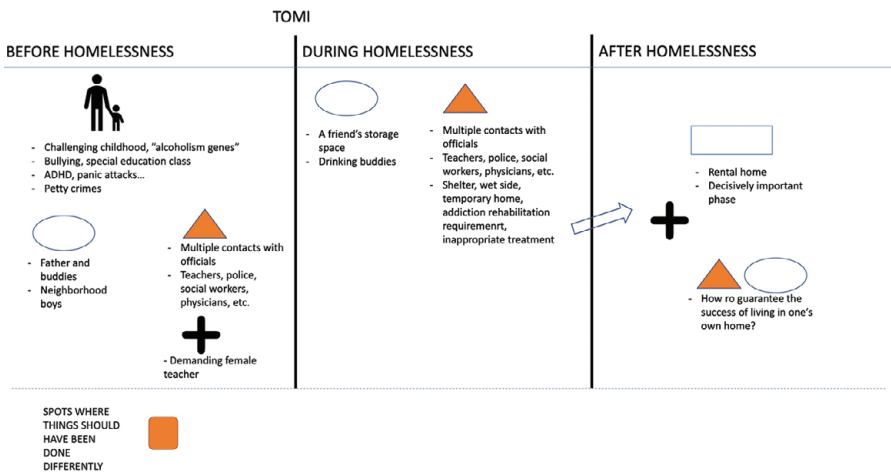 TOMI
BEFORE HOMELESSNESS
- Challenging childhood, "alcoholism genes"
- Bullying, special education class
- ADHD, panic attacks...
- Petty crimes
- Father and
buddies
- Neighborhood
boys
- Multiple contacts with
officials
- Teachers, police,
social workers,
physicians, etc.
- Demanding female
teacher
DURING HOMELESSNESS
- A friend's storage
space
- Drinking buddies
- Multiple contacts with
officials
- Teachers, police, social
workers, physicians, etc.
- Shelter, wet side,
temporary home,
addiction rehabilitation
requiremenrt,
inappropriate treatment
AFTER HOMELESSNESS
- Rental home
- Decisively important
phase
- How ro guarantee the
success of living in one's
own home?
SPOTS WHERE
THINGS SHOULD
HAVE BEEN
DONE
DIFFERENTLY